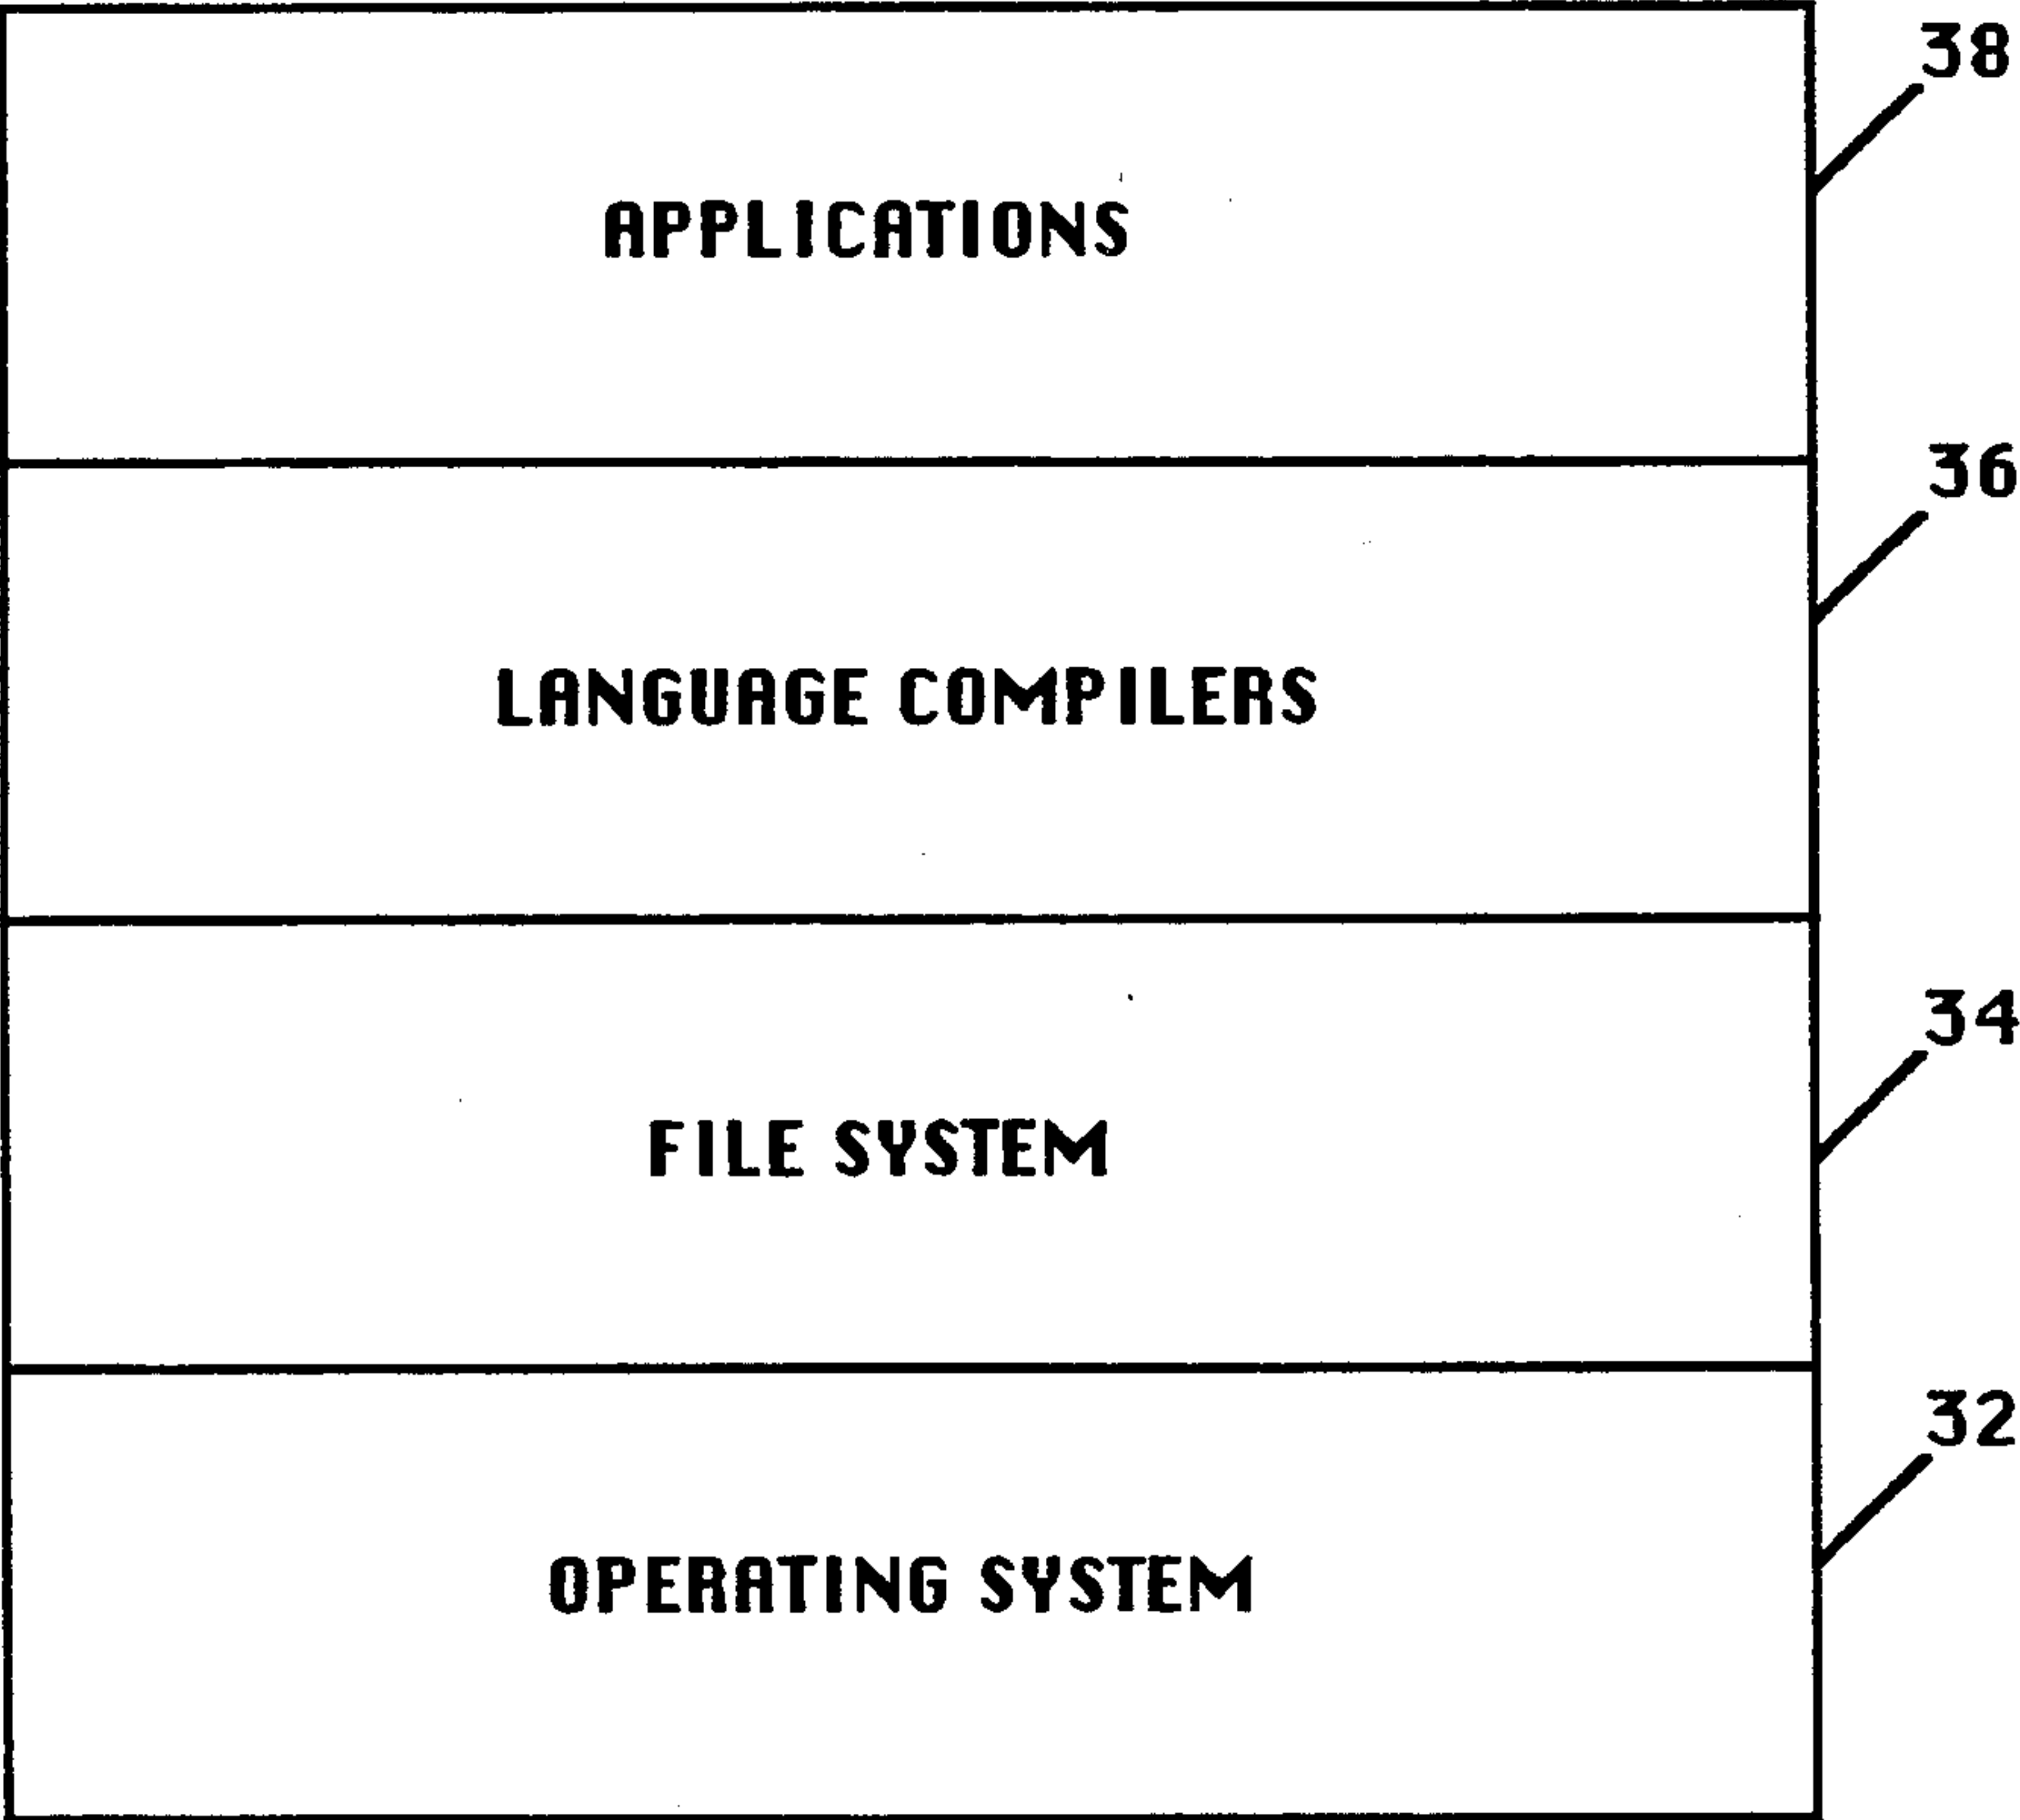 38
APPLICATIONS
36
LANGUAGE COMPILERS
34
FILE SYSTEM
32
OPERATING SYSTEM